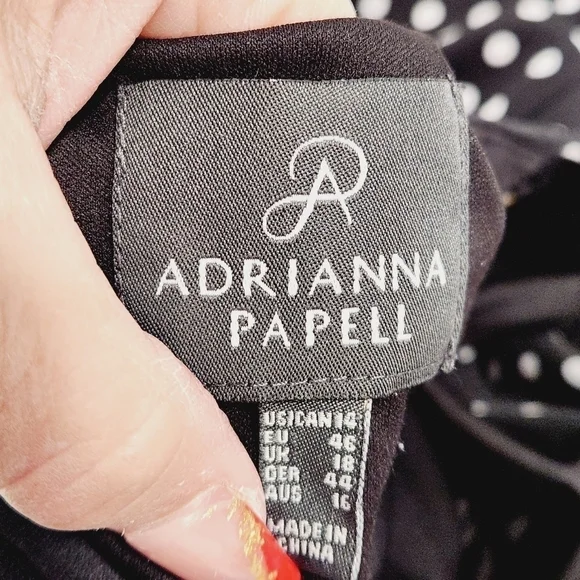 ADRIANNA
PAPELL
US/CAN 14
EU 46
UK 18
GER 44
AUS 16
MADE IN
CHINA